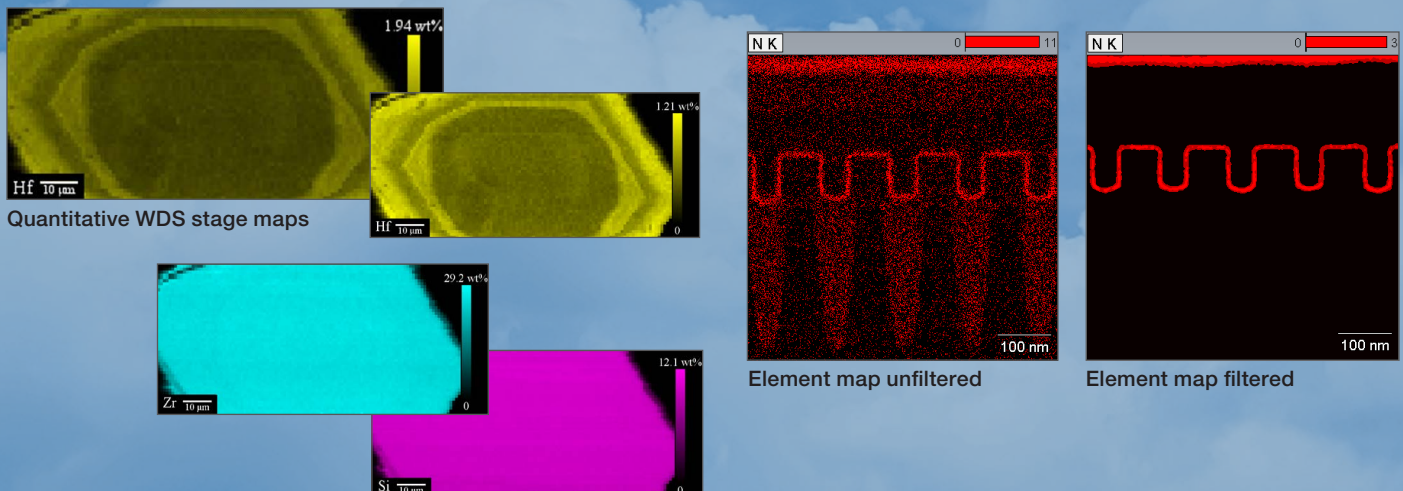 1.94 wt%
Hf 10 µm
Quantitative WDS stage maps
1.21 wt%
0
Hf 10 µm
29.2 wt%
0
Zr 10 µm
12.1 wt%
0
Si 10 µm
N K 0 11
100 nm
Element map unfiltered
N K 0 3
100 nm
Element map filtered